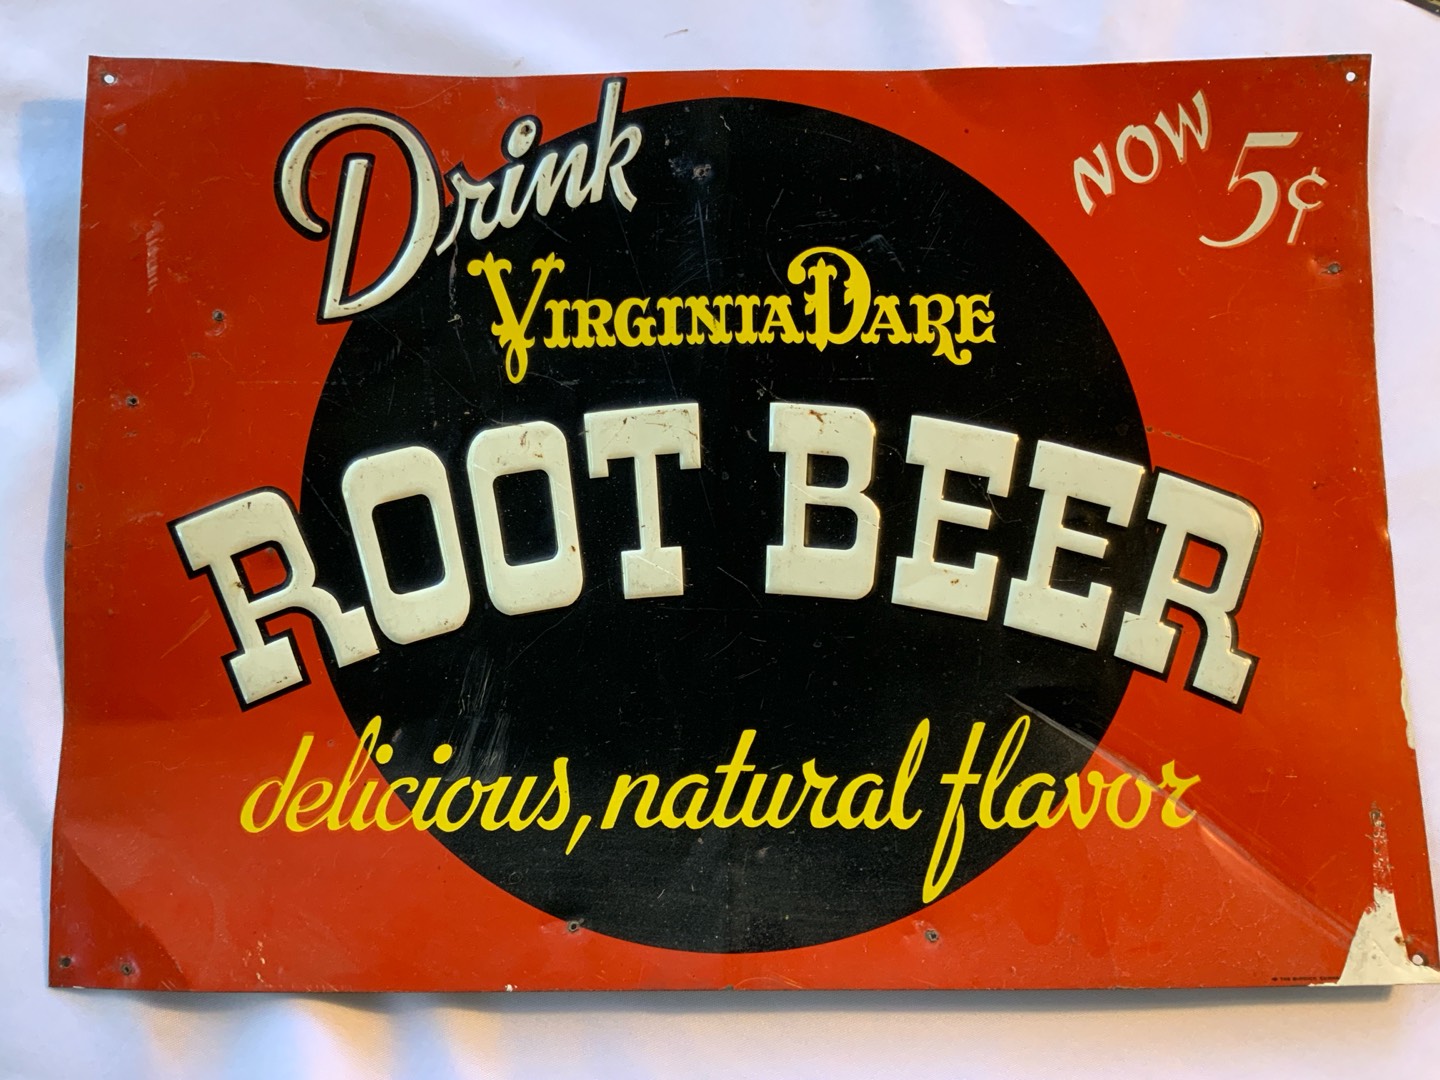 Drink
NOW 5¢
VIRGINIA DARE
ROOT BEER
delicious, natural flavor